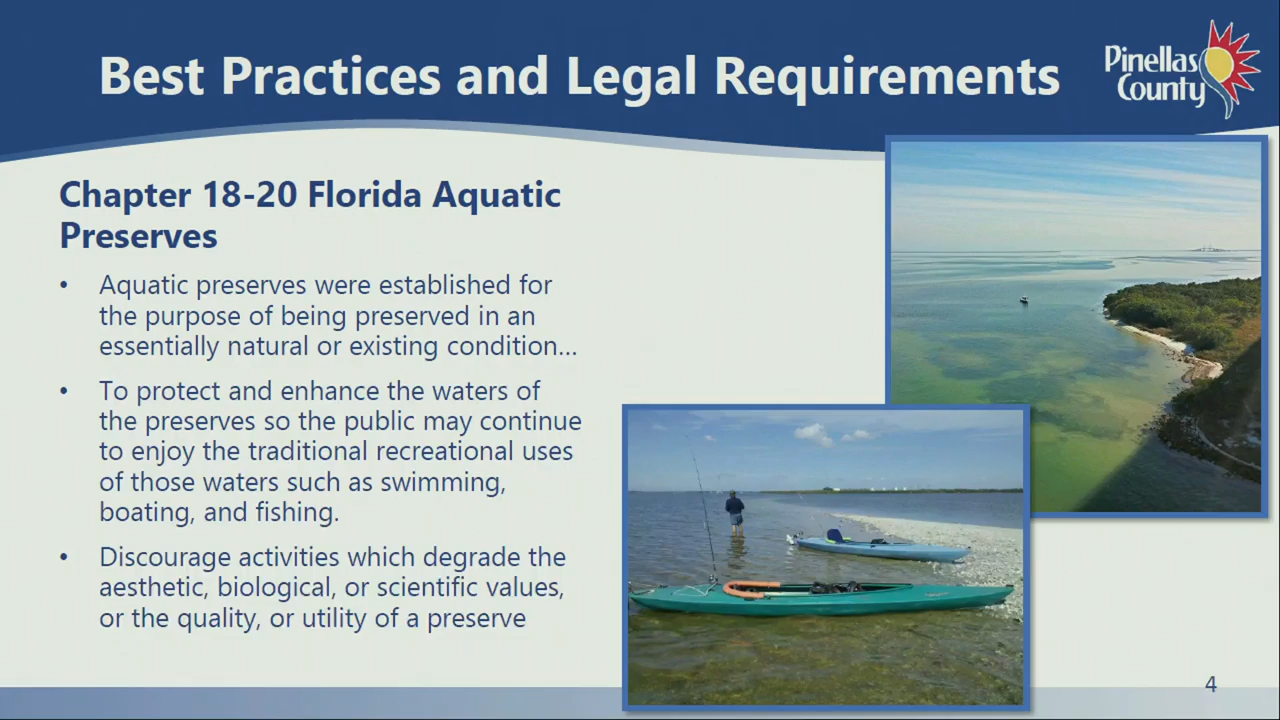 Best Practices and Legal Requirements
Pinellas
County
Chapter 18-20 Florida Aquatic
Preserves
• Aquatic preserves were established for
the purpose of being preserved in an
essentially natural or existing condition...
• To protect and enhance the waters of
the preserves so the public may continue
to enjoy the traditional recreational uses
of those waters such as swimming,
boating, and fishing.
• Discourage activities which degrade the
aesthetic, biological, or scientific values,
or the quality, or utility of a preserve
4